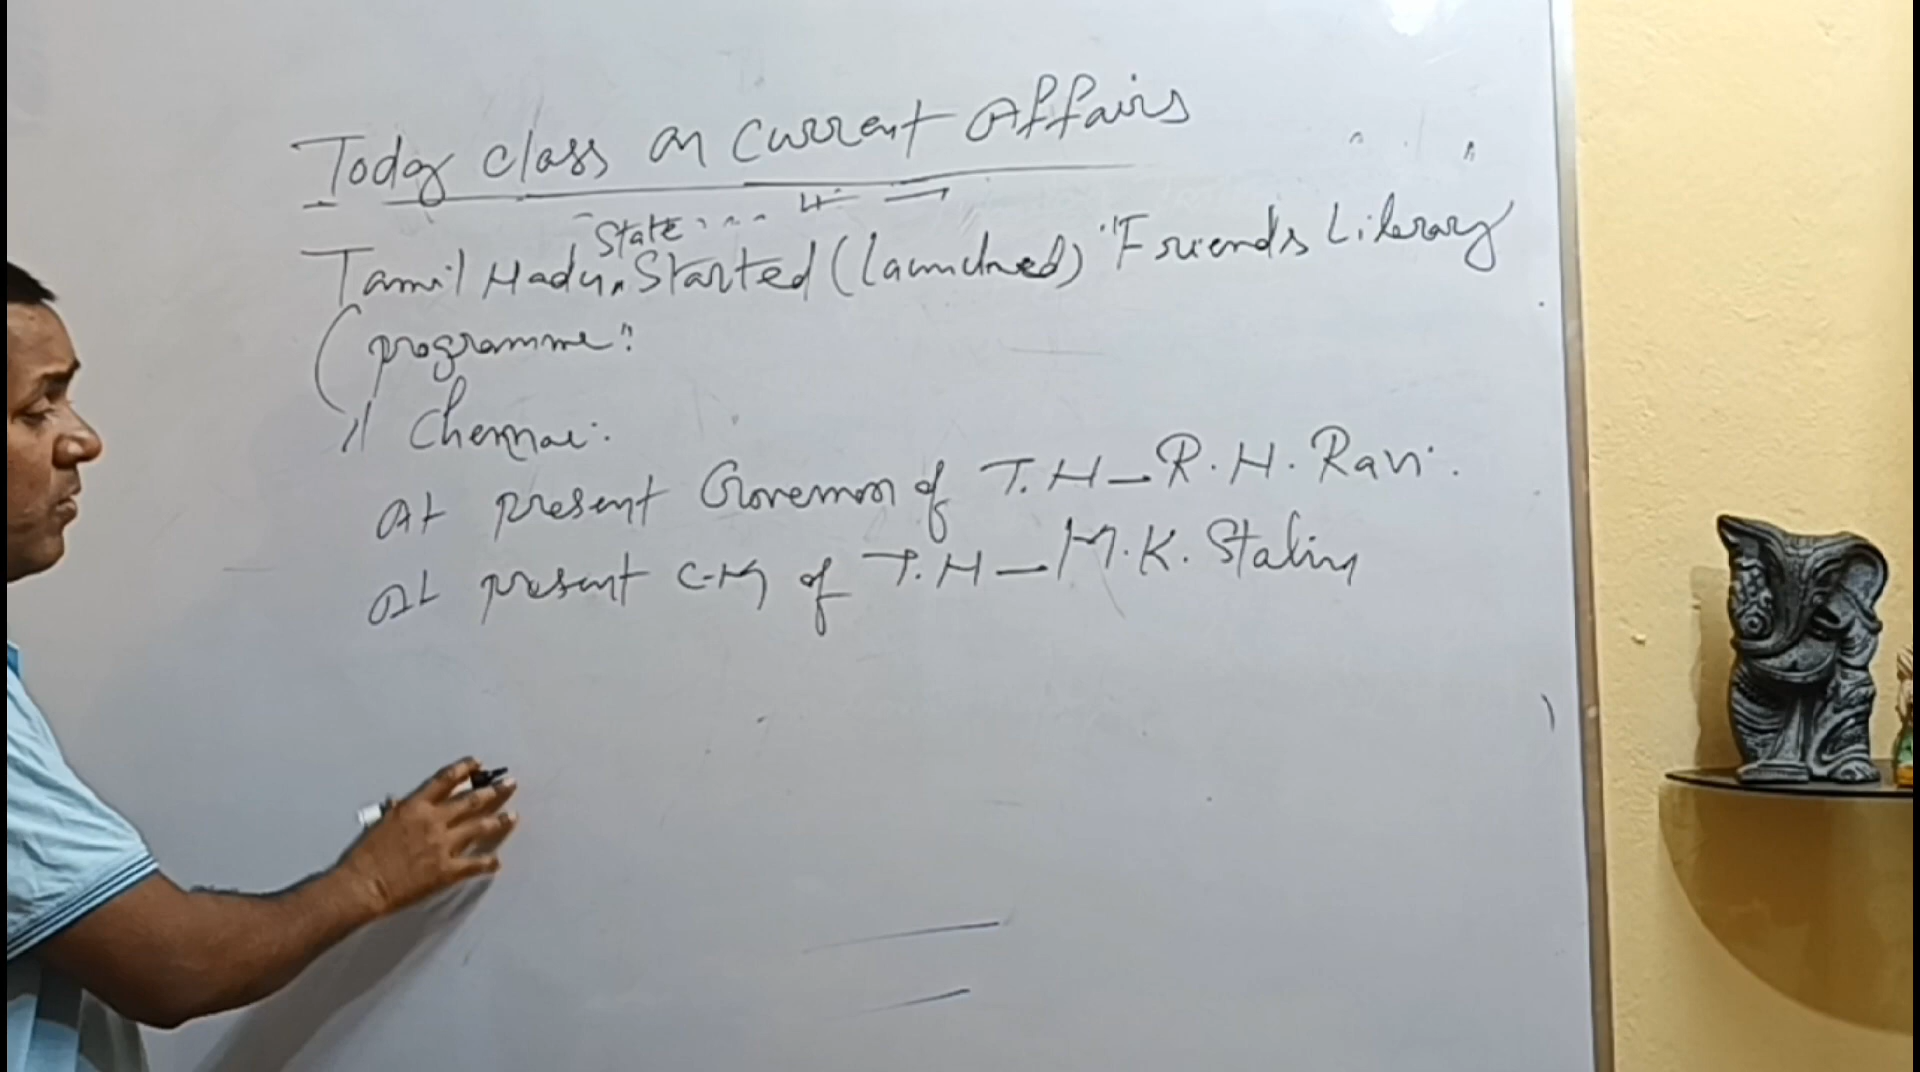 Today class on Current Affairs
State
Tamil Nadu, Started (launched) "Friends Library
programme"
Chennai.
At present Governor of T.N - R.N. Ravi.
At present C.M of T.N - M.K. Stalin